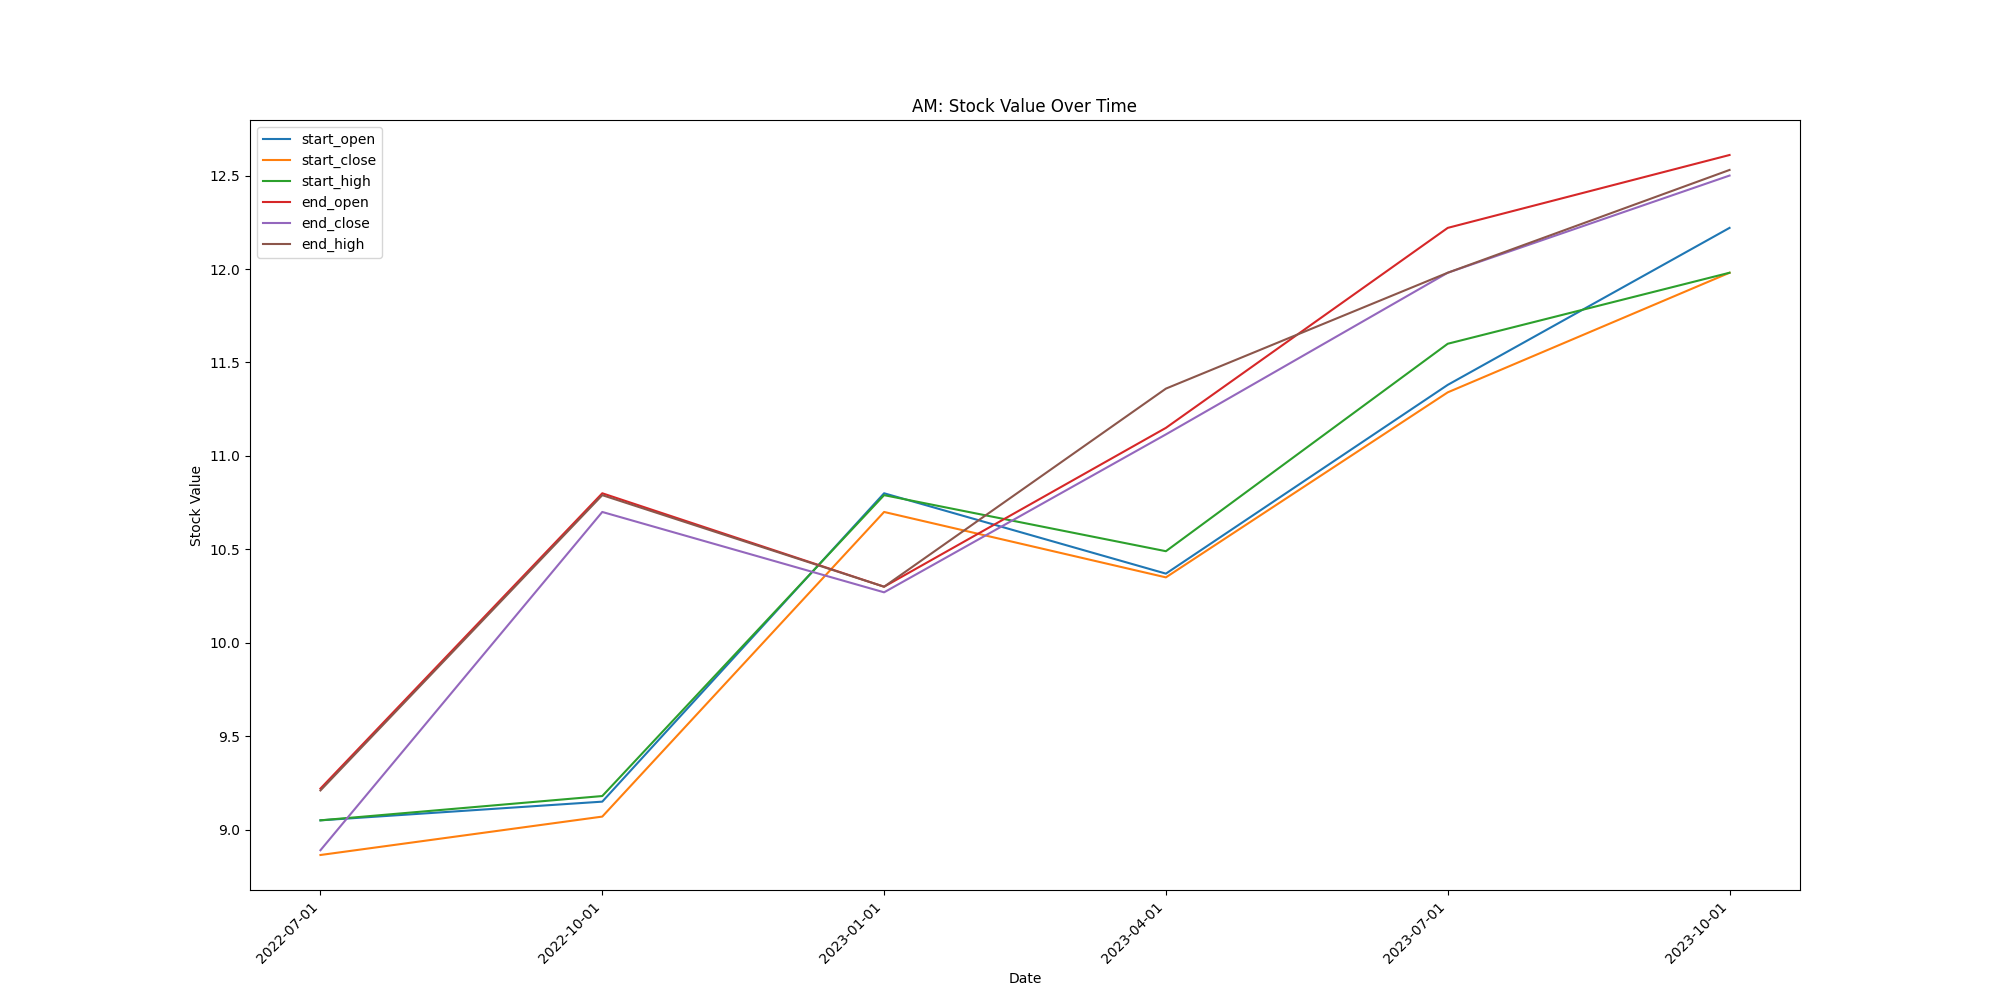 AM: Stock Value Over Time
start_open
start_close
start_high
end_open
end_close
end_high
Stock Value
12.5
12.0
11.5
11.0
10.5
10.0
9.5
9.0
2022-07-01
2022-10-01
2023-01-01
2023-04-01
2023-07-01
2023-10-01
Date